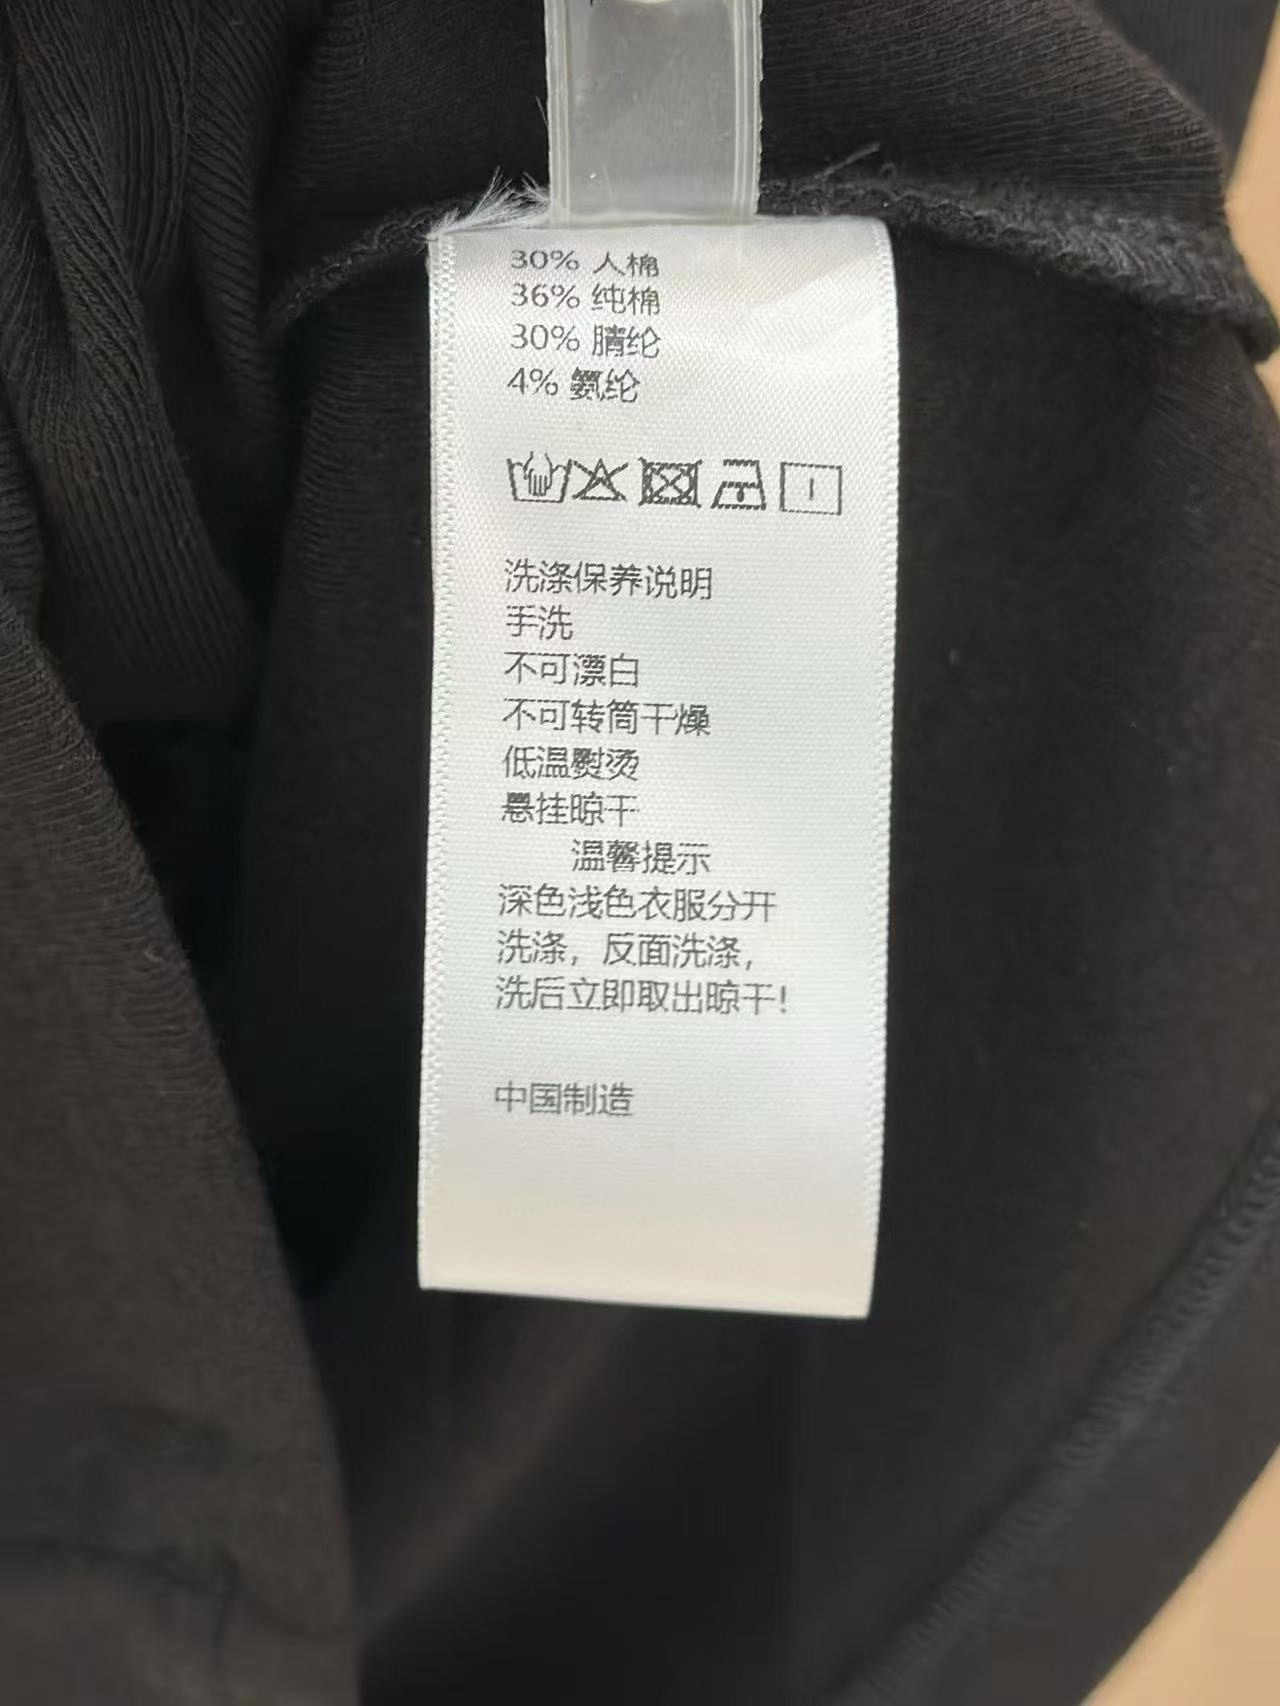 30% 人棉
36% 纯棉
30% 腈纶
4% 氨纶
洗涤保养说明
手洗
不可漂白
不可转筒干燥
低温熨烫
悬挂晾干
温馨提示
深色浅色衣服分开
洗涤，反面洗涤，
洗后立即取出晾干！
中国制造